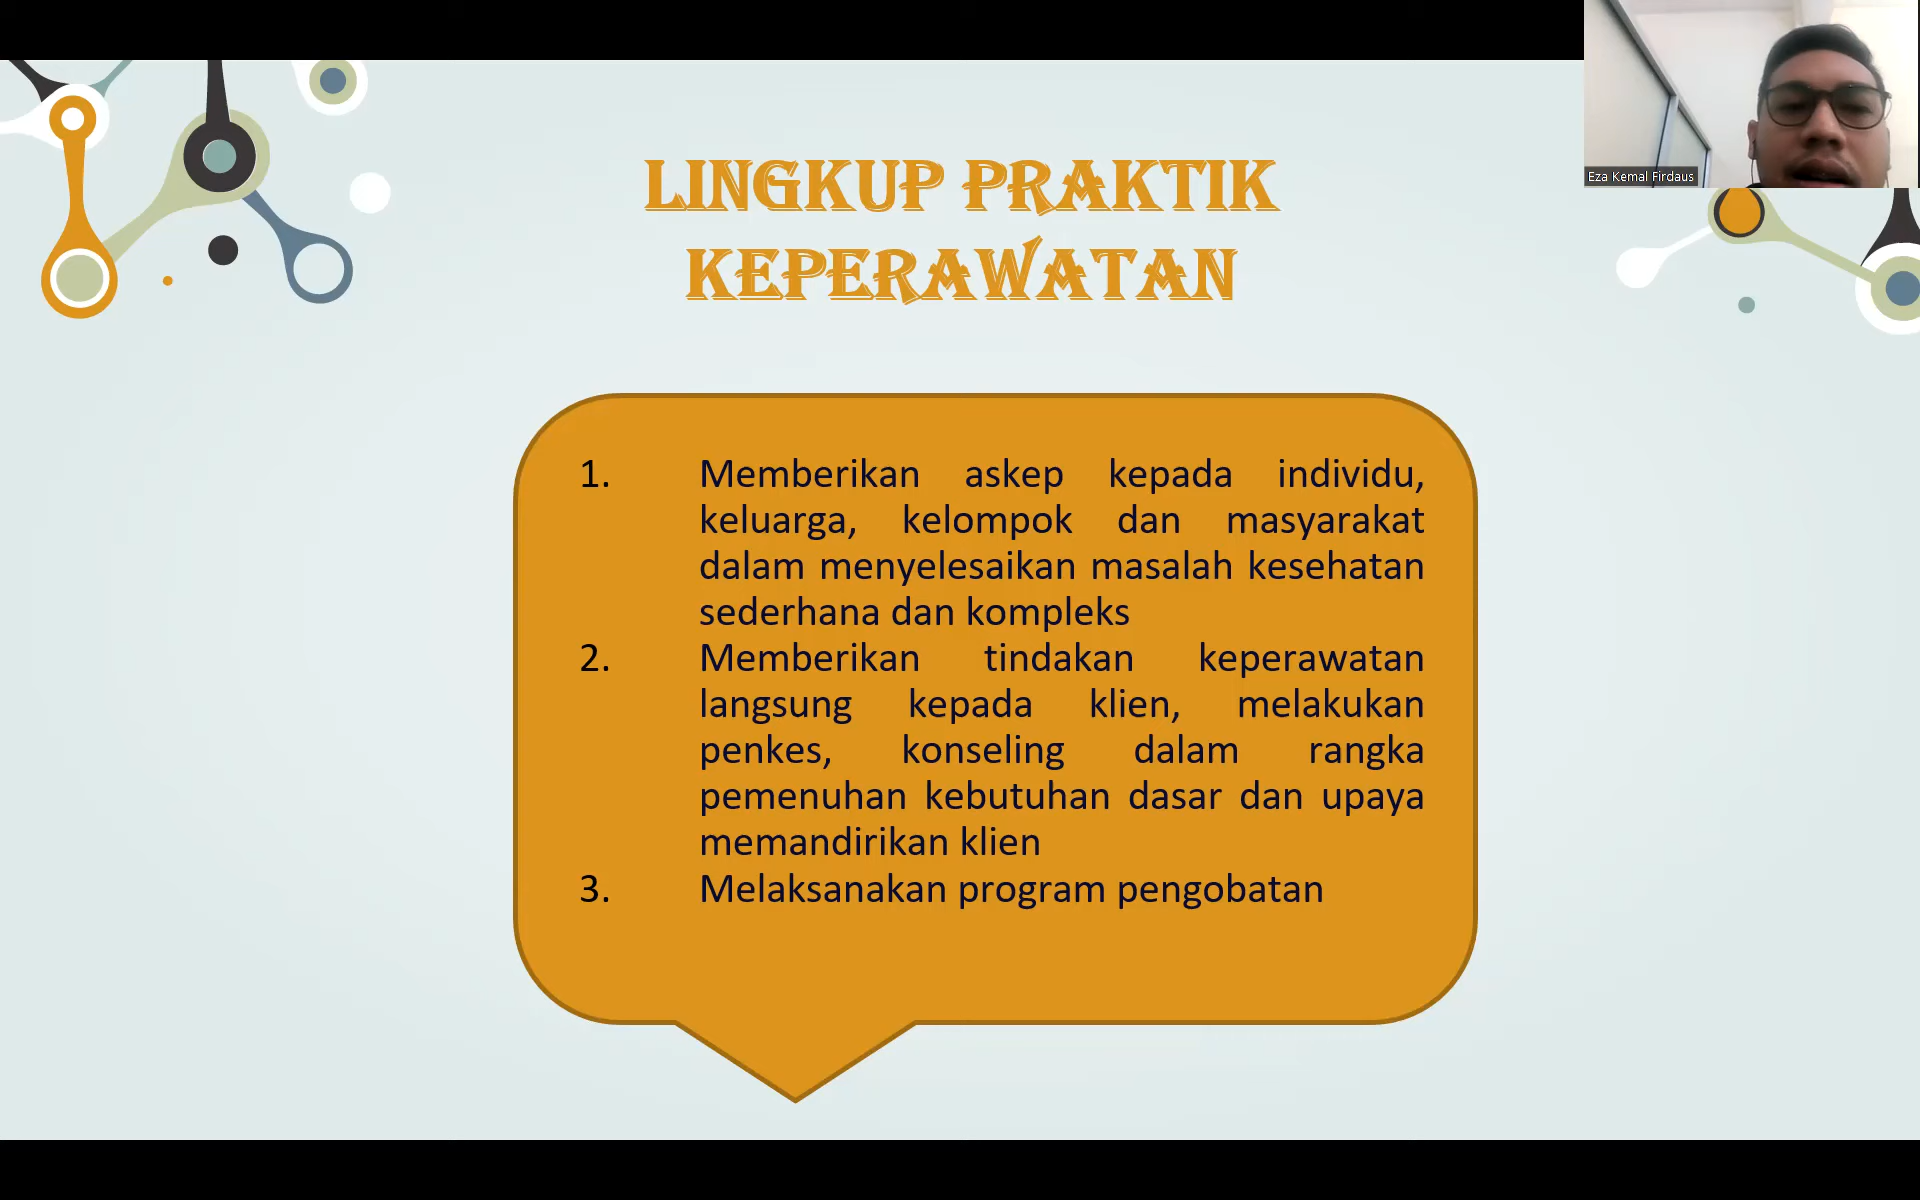 Eza Kemal Firdaus
LINGKUP PRAKTIK
KEPERAWATAN
1. Memberikan askep kepada individu,
keluarga, kelompok dan masyarakat
dalam menyelesaikan masalah kesehatan
sederhana dan kompleks
2. Memberikan tindakan keperawatan
langsung kepada klien, melakukan
penkes, konseling dalam rangka
pemenuhan kebutuhan dasar dan upaya
memandirikan klien
3. Melaksanakan program pengobatan